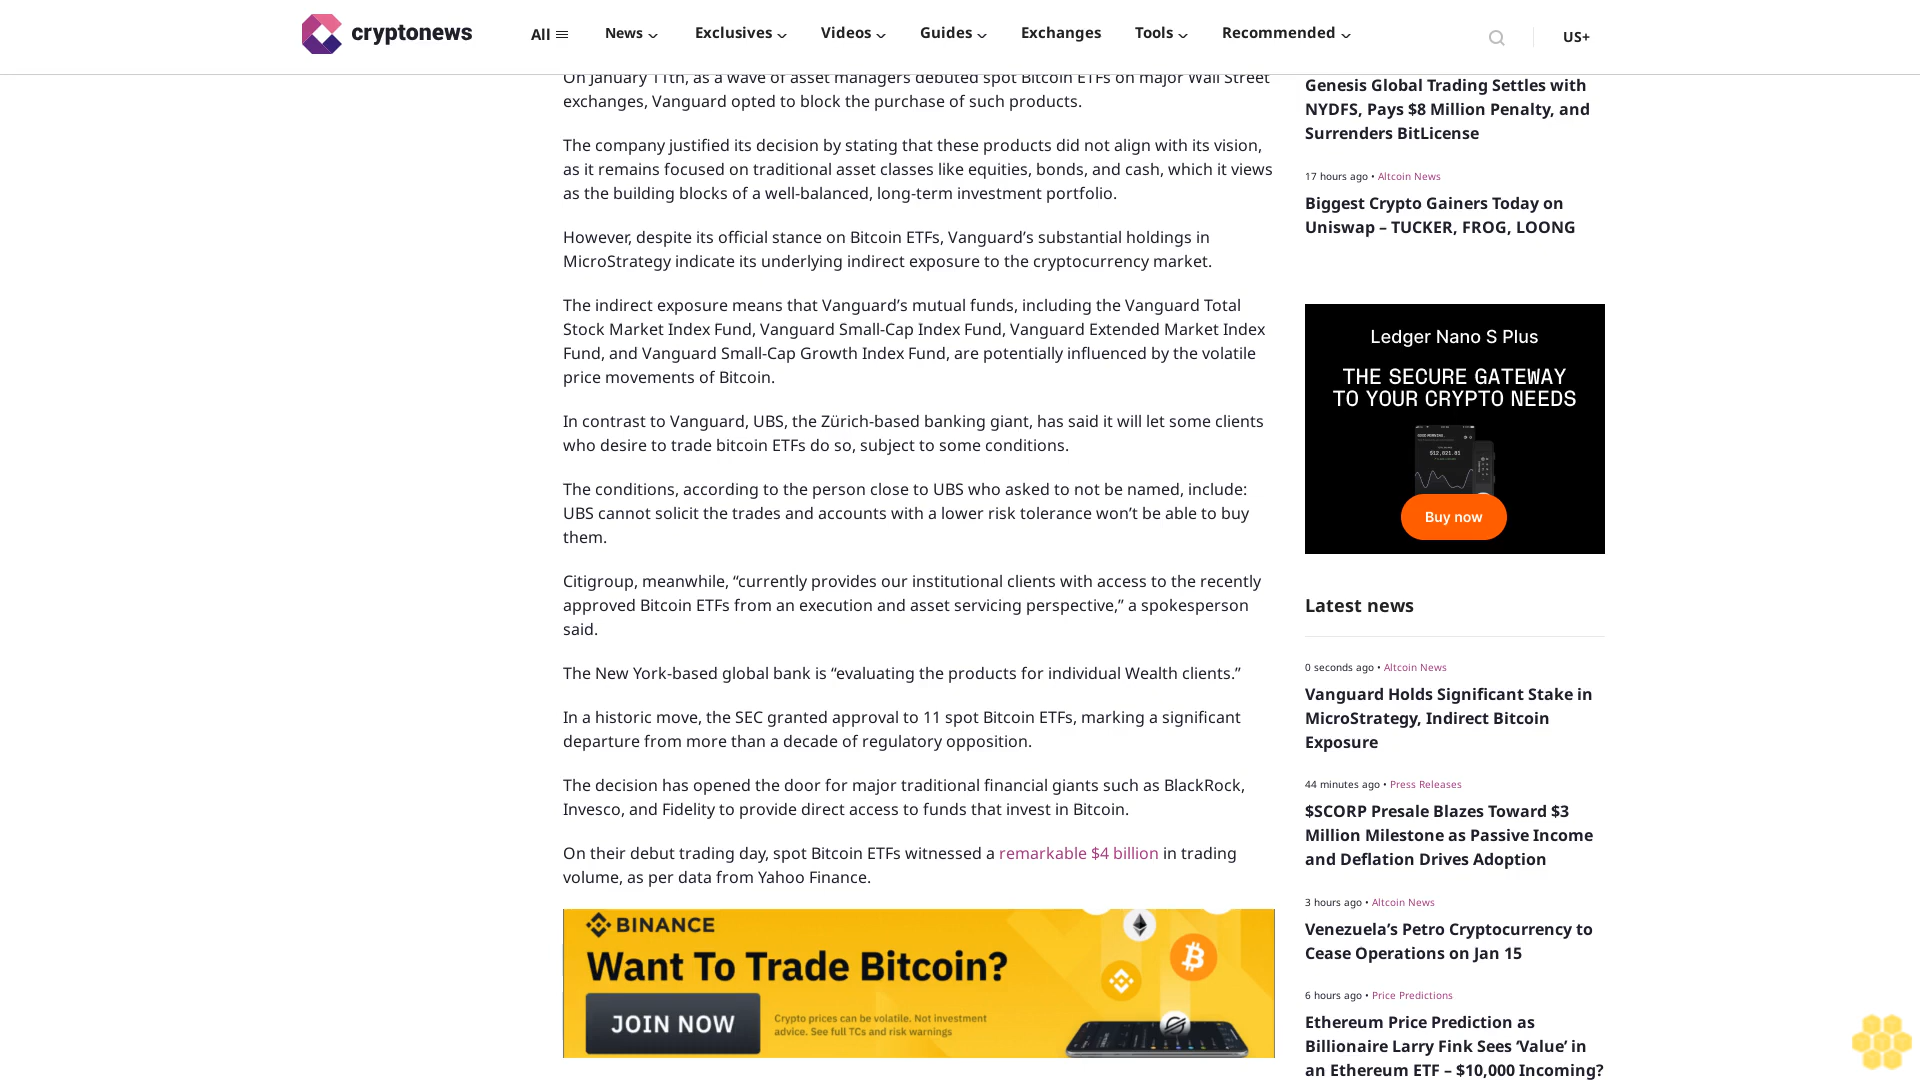 cryptonews
All
News
Exclusives
Videos
Guides
Exchanges
Tools
Recommended
US+
On January 11th, as a wave of asset managers debuted spot Bitcoin ETFs on major Wall Street
exchanges, Vanguard opted to block the purchase of such products.
The company justified its decision by stating that these products did not align with its vision,
as it remains focused on traditional asset classes like equities, bonds, and cash, which it views
as the building blocks of a well-balanced, long-term investment portfolio.
However, despite its official stance on Bitcoin ETFs, Vanguard’s substantial holdings in
MicroStrategy indicate its underlying indirect exposure to the cryptocurrency market.
The indirect exposure means that Vanguard’s mutual funds, including the Vanguard Total
Stock Market Index Fund, Vanguard Small-Cap Index Fund, Vanguard Extended Market Index
Fund, and Vanguard Small-Cap Growth Index Fund, are potentially influenced by the volatile
price movements of Bitcoin.
In contrast to Vanguard, UBS, the Zürich-based banking giant, has said it will let some clients
who desire to trade bitcoin ETFs do so, subject to some conditions.
The conditions, according to the person close to UBS who asked to not be named, include:
UBS cannot solicit the trades and accounts with a lower risk tolerance won’t be able to buy
them.
Citigroup, meanwhile, “currently provides our institutional clients with access to the recently
approved Bitcoin ETFs from an execution and asset servicing perspective,” a spokesperson
said.
The New York-based global bank is “evaluating the products for individual Wealth clients.”
In a historic move, the SEC granted approval to 11 spot Bitcoin ETFs, marking a significant
departure from more than a decade of regulatory opposition.
The decision has opened the door for major traditional financial giants such as BlackRock,
Invesco, and Fidelity to provide direct access to funds that invest in Bitcoin.
On their debut trading day, spot Bitcoin ETFs witnessed a remarkable $4 billion in trading
volume, as per data from Yahoo Finance.
BINANCE
Want To Trade Bitcoin?
JOIN NOW
Crypto prices can be volatile. Not investment
advice. See full TCs and risk warnings
Genesis Global Trading Settles with
NYDFS, Pays $8 Million Penalty, and
Surrenders BitLicense
17 hours ago • Altcoin News
Biggest Crypto Gainers Today on
Uniswap – TUCKER, FROG, LOONG
Ledger Nano S Plus
THE SECURE GATEWAY
TO YOUR CRYPTO NEEDS
$12,821.85
Buy now
Latest news
0 seconds ago • Altcoin News
Vanguard Holds Significant Stake in
MicroStrategy, Indirect Bitcoin
Exposure
44 minutes ago • Press Releases
$SCORP Presale Blazes Toward $3
Million Milestone as Passive Income
and Deflation Drives Adoption
3 hours ago • Altcoin News
Venezuela’s Petro Cryptocurrency to
Cease Operations on Jan 15
6 hours ago • Price Predictions
Ethereum Price Prediction as
Billionaire Larry Fink Sees ‘Value’ in
an Ethereum ETF – $10,000 Incoming?